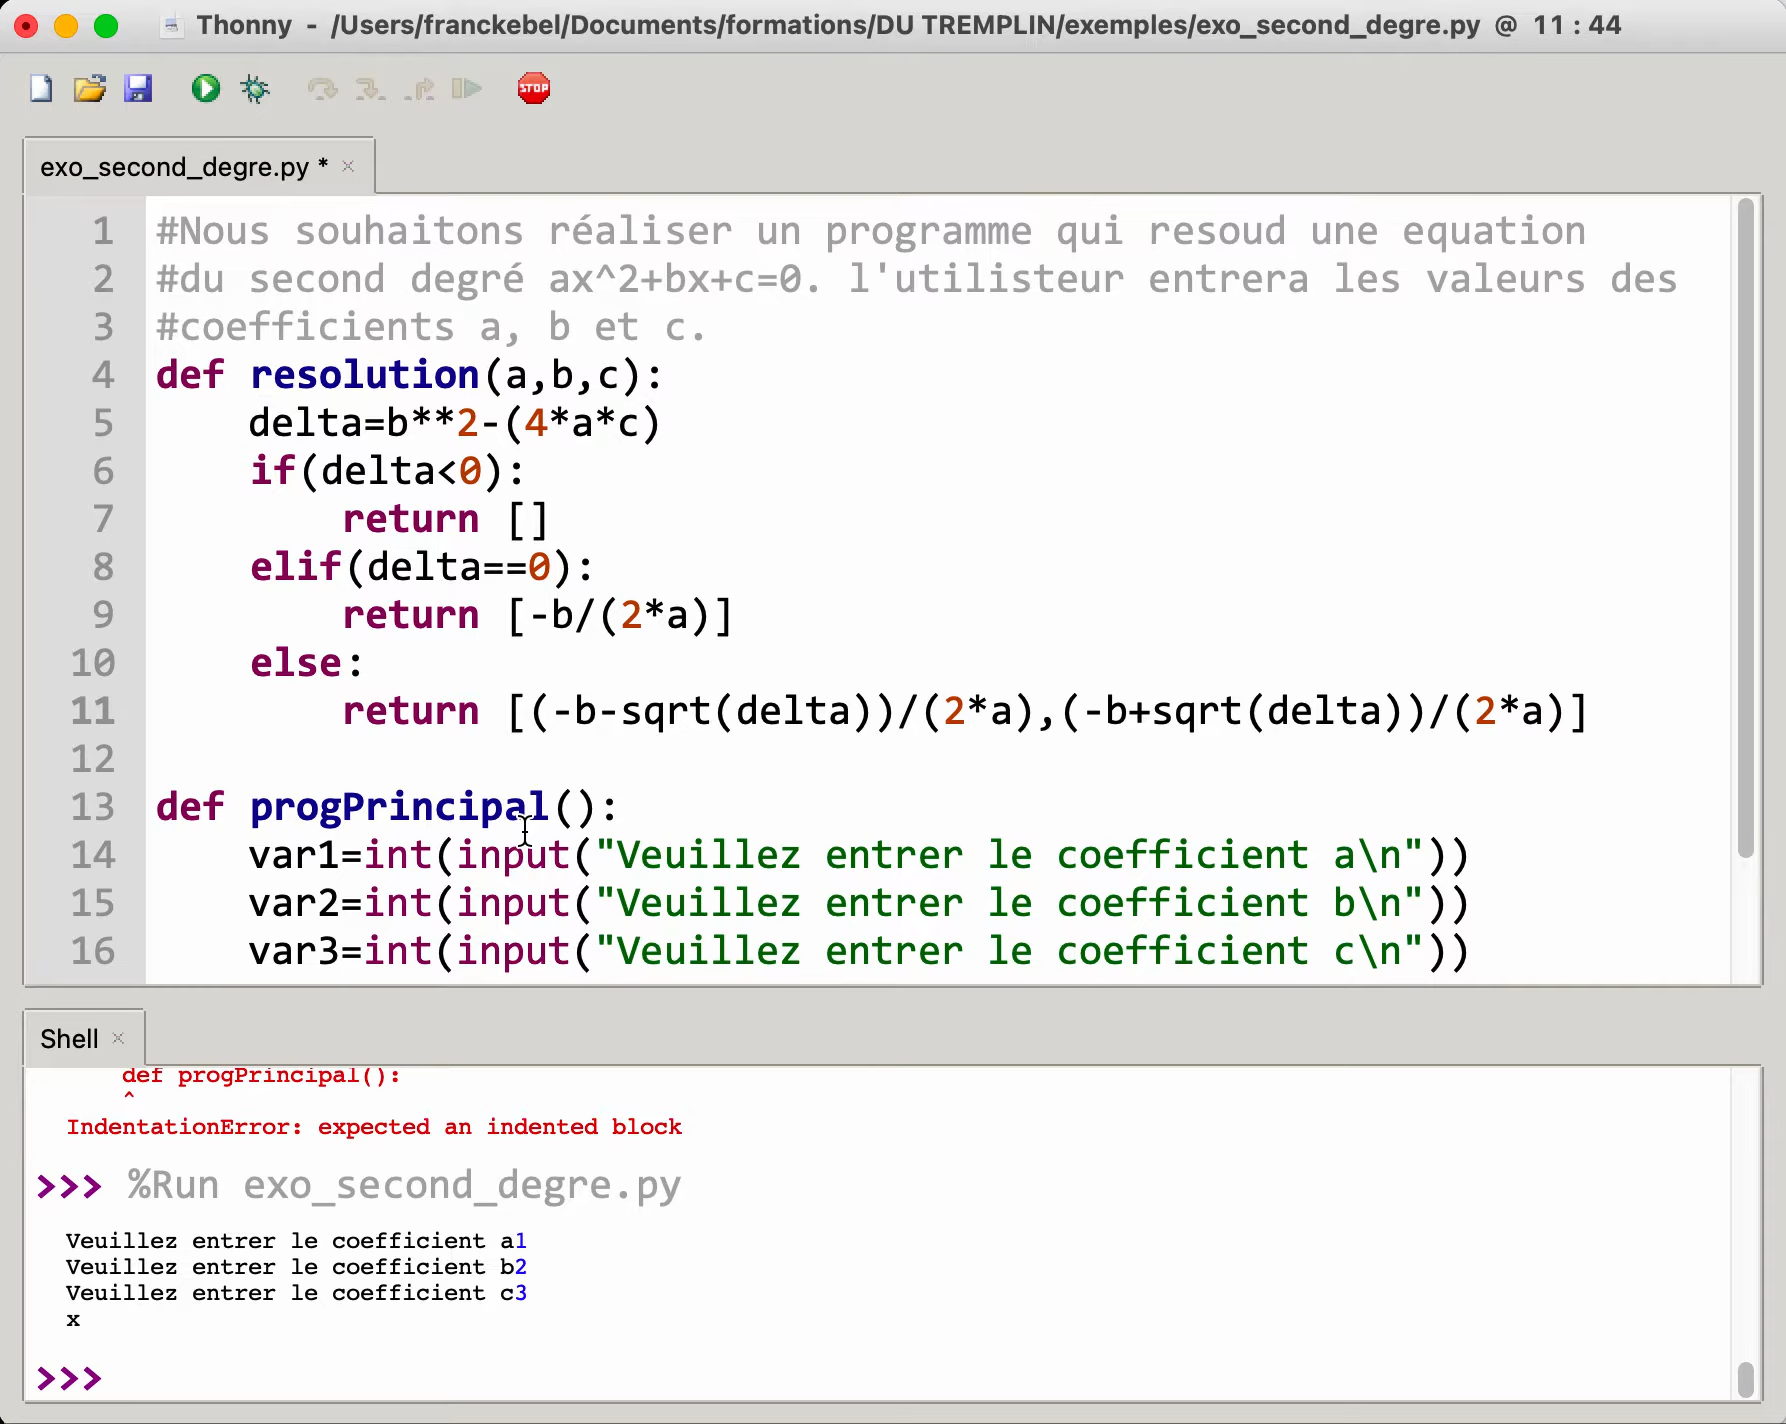 Thonny - /Users/franckebel/Documents/formations/DU TREMPLIN/exemples/exo_second_degre.py @ 11 : 44
STOP
exo_second_degre.py *
1 #Nous souhaitons réaliser un programme qui resoud une equation
2 #du second degré ax^2+bx+c=0. l'utilisteur entrera les valeurs des
3 #coefficients a, b et c.
4 def resolution(a,b,c):
5     delta=b**2-(4*a*c)
6     if(delta<0):
7         return []
8     elif(delta==0):
9         return [-b/(2*a)]
10     else:
11         return [(-b-sqrt(delta))/(2*a),(-b+sqrt(delta))/(2*a)]
12
13 def progPrincipal():
14     var1=int(input("Veuillez entrer le coefficient a\n"))
15     var2=int(input("Veuillez entrer le coefficient b\n"))
16     var3=int(input("Veuillez entrer le coefficient c\n"))
Shell
def progPrincipal():
^
IndentationError: expected an indented block
>>> %Run exo_second_degre.py
Veuillez entrer le coefficient a1
Veuillez entrer le coefficient b2
Veuillez entrer le coefficient c3
x
>>>